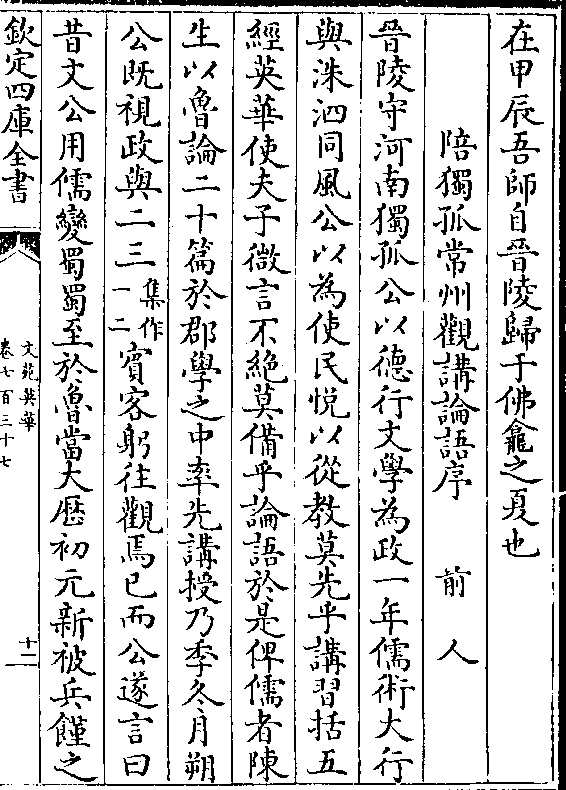 在甲辰吾師自晉陵歸于佛龕之夏也
陪獨孤常州觀講論語序 前人
晉陵守河南獨孤公以德行文學為政一年儒術大行
與洙泗同風公以為使民悅以從教莫先乎講習括五
經英華使夫子微言不絶莫備乎論語於是俾儒者陳
生以魯論二十篇於郡學之中率先講授乃季冬月朔
公既視政與二三集作一二賓客躬往觀焉已而公遂言曰
昔文公用儒變蜀蜀至於魯當大歷初元新被兵饉之
欽定四庫全書
文苑英華
卷七百三十七
十二